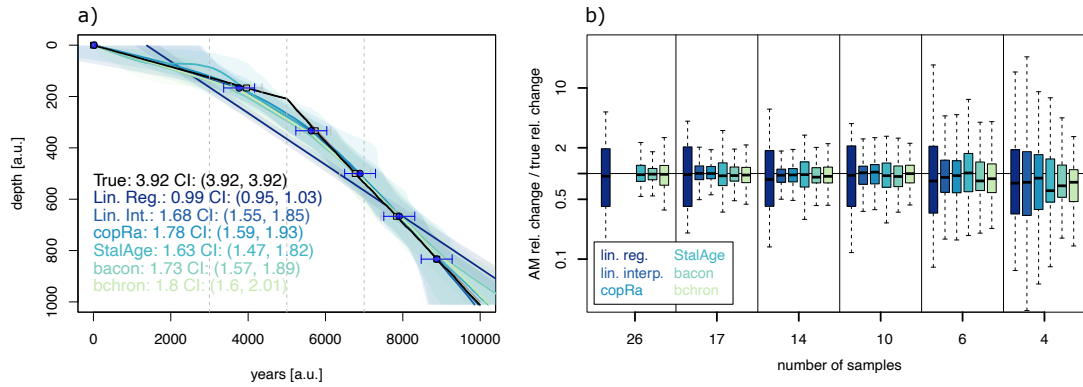 a)
depth [a.u.]
0
200
400
600
800
1000
True: 3.92 CI: (3.92, 3.92)
Lin. Reg.: 0.99 CI: (0.95, 1.03)
Lin. Int.: 1.68 CI: (1.55, 1.85)
copRa: 1.78 CI: (1.59, 1.93)
StalAge: 1.63 CI: (1.47, 1.82)
bacon: 1.73 CI: (1.57, 1.89)
bchron: 1.8 CI: (1.6, 2.01)
0 2000 4000 6000 8000 10000
years [a.u.]
b)
AM rel. change / true rel. change
10
2
1
0.5
0.1
lin. reg. StalAge
lin. interp. bacon
copRa bchron
26 17 14 10 6 4
number of samples